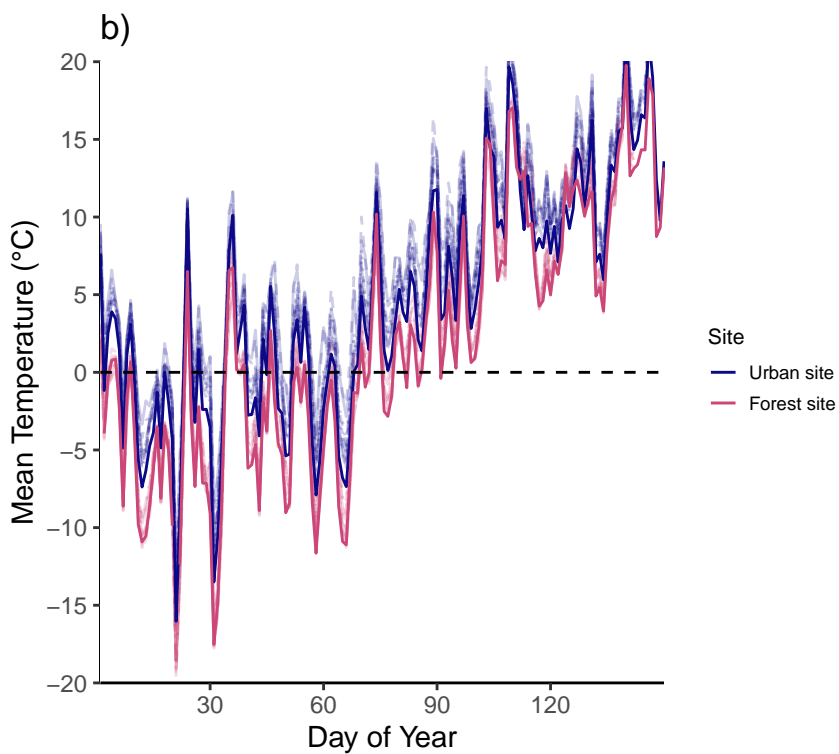 b)
Mean Temperature (°C)
20
15
10
5
0
−5
−10
−15
−20
30
60
90
120
Day of Year
Site
Urban site
Forest site